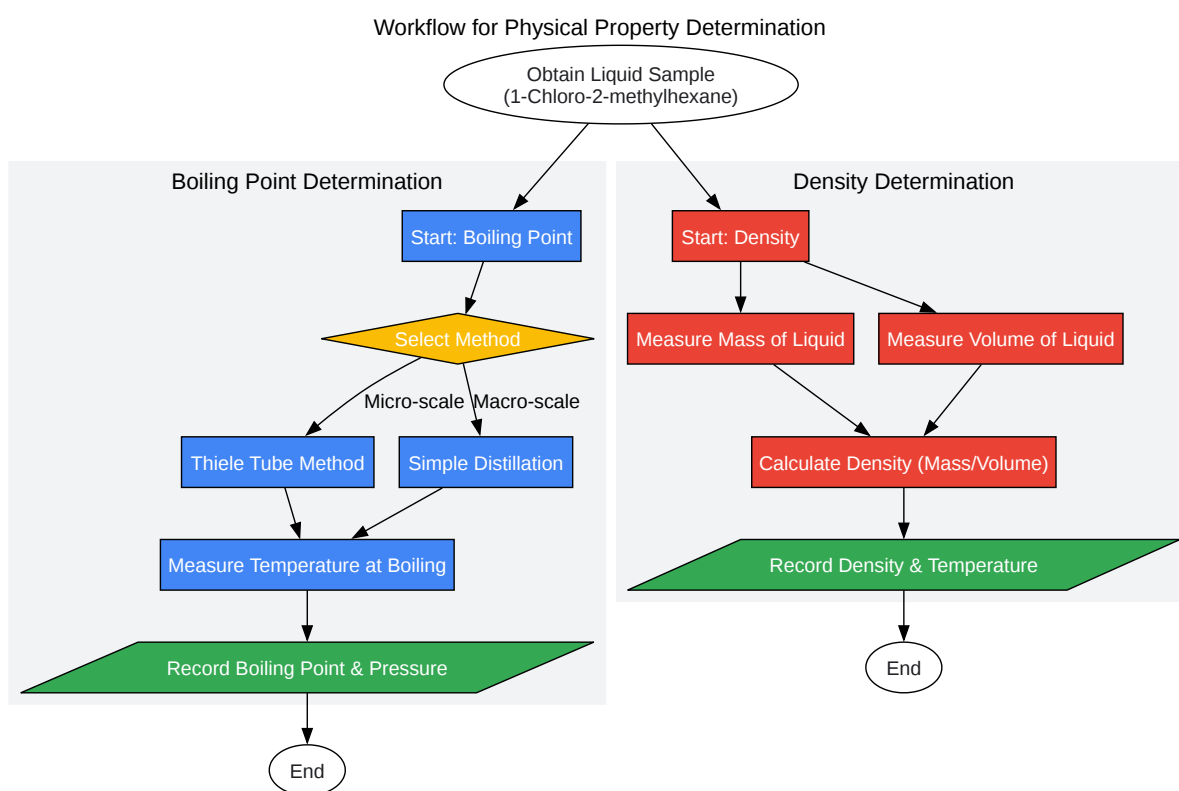 Workflow for Physical Property Determination
Obtain Liquid Sample
(1-Chloro-2-methylhexane)
Boiling Point Determination
Start: Boiling Point
Select Method
Micro-scale
Macro-scale
Thiele Tube Method
Simple Distillation
Measure Temperature at Boiling
Record Boiling Point & Pressure
End
Density Determination
Start: Density
Measure Mass of Liquid
Measure Volume of Liquid
Calculate Density (Mass/Volume)
Record Density & Temperature
End